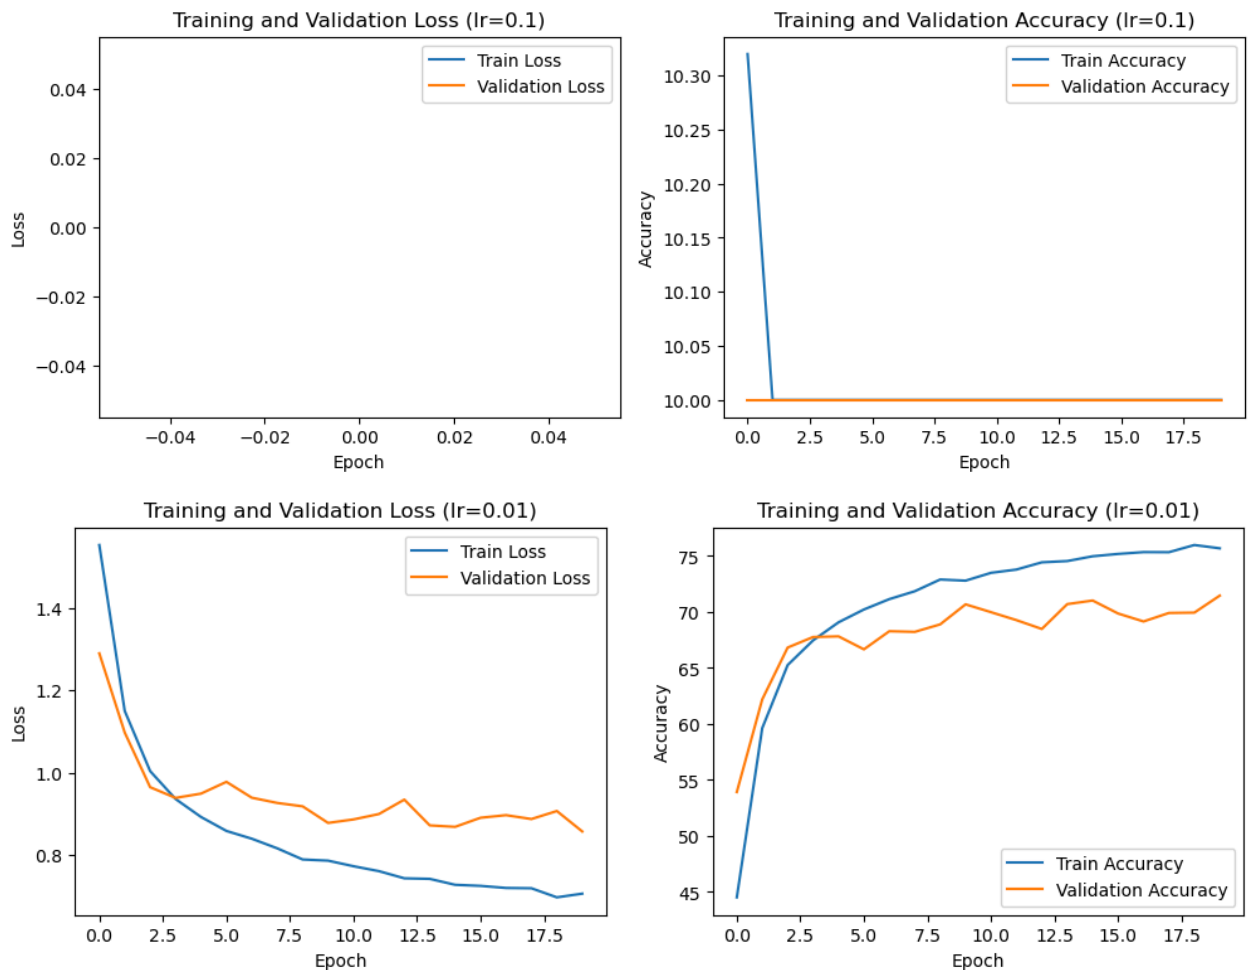 Training and Validation Loss (lr=0.1)
Train Loss
Validation Loss
0.04
0.02
0.00
−0.02
−0.04
Loss
−0.04 −0.02 0.00 0.02 0.04
Epoch
Training and Validation Accuracy (lr=0.1)
Train Accuracy
Validation Accuracy
10.30
10.25
10.20
10.15
10.10
10.05
10.00
Accuracy
0.0 2.5 5.0 7.5 10.0 12.5 15.0 17.5
Epoch
Training and Validation Loss (lr=0.01)
Train Loss
Validation Loss
1.4
1.2
1.0
0.8
Loss
0.0 2.5 5.0 7.5 10.0 12.5 15.0 17.5
Epoch
Training and Validation Accuracy (lr=0.01)
75
70
65
60
55
50
45
Accuracy
Train Accuracy
Validation Accuracy
0.0 2.5 5.0 7.5 10.0 12.5 15.0 17.5
Epoch